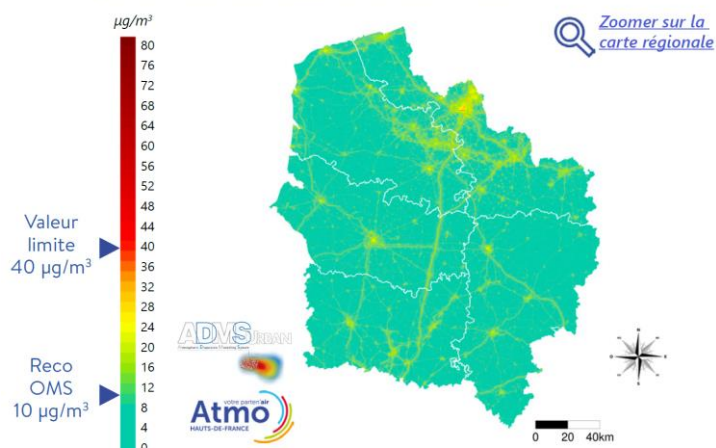 µg/m³
80
76
72
68
64
60
56
52
48
44
40
36
32
28
24
20
16
12
8
4
0
Valeur
limite
40 µg/m³
Reco
OMS
10 µg/m³
Zoomer sur la
carte régionale
ADMS Urban
votre parten'air
Atmo
HAUTS-DE-FRANCE
0 20 40km